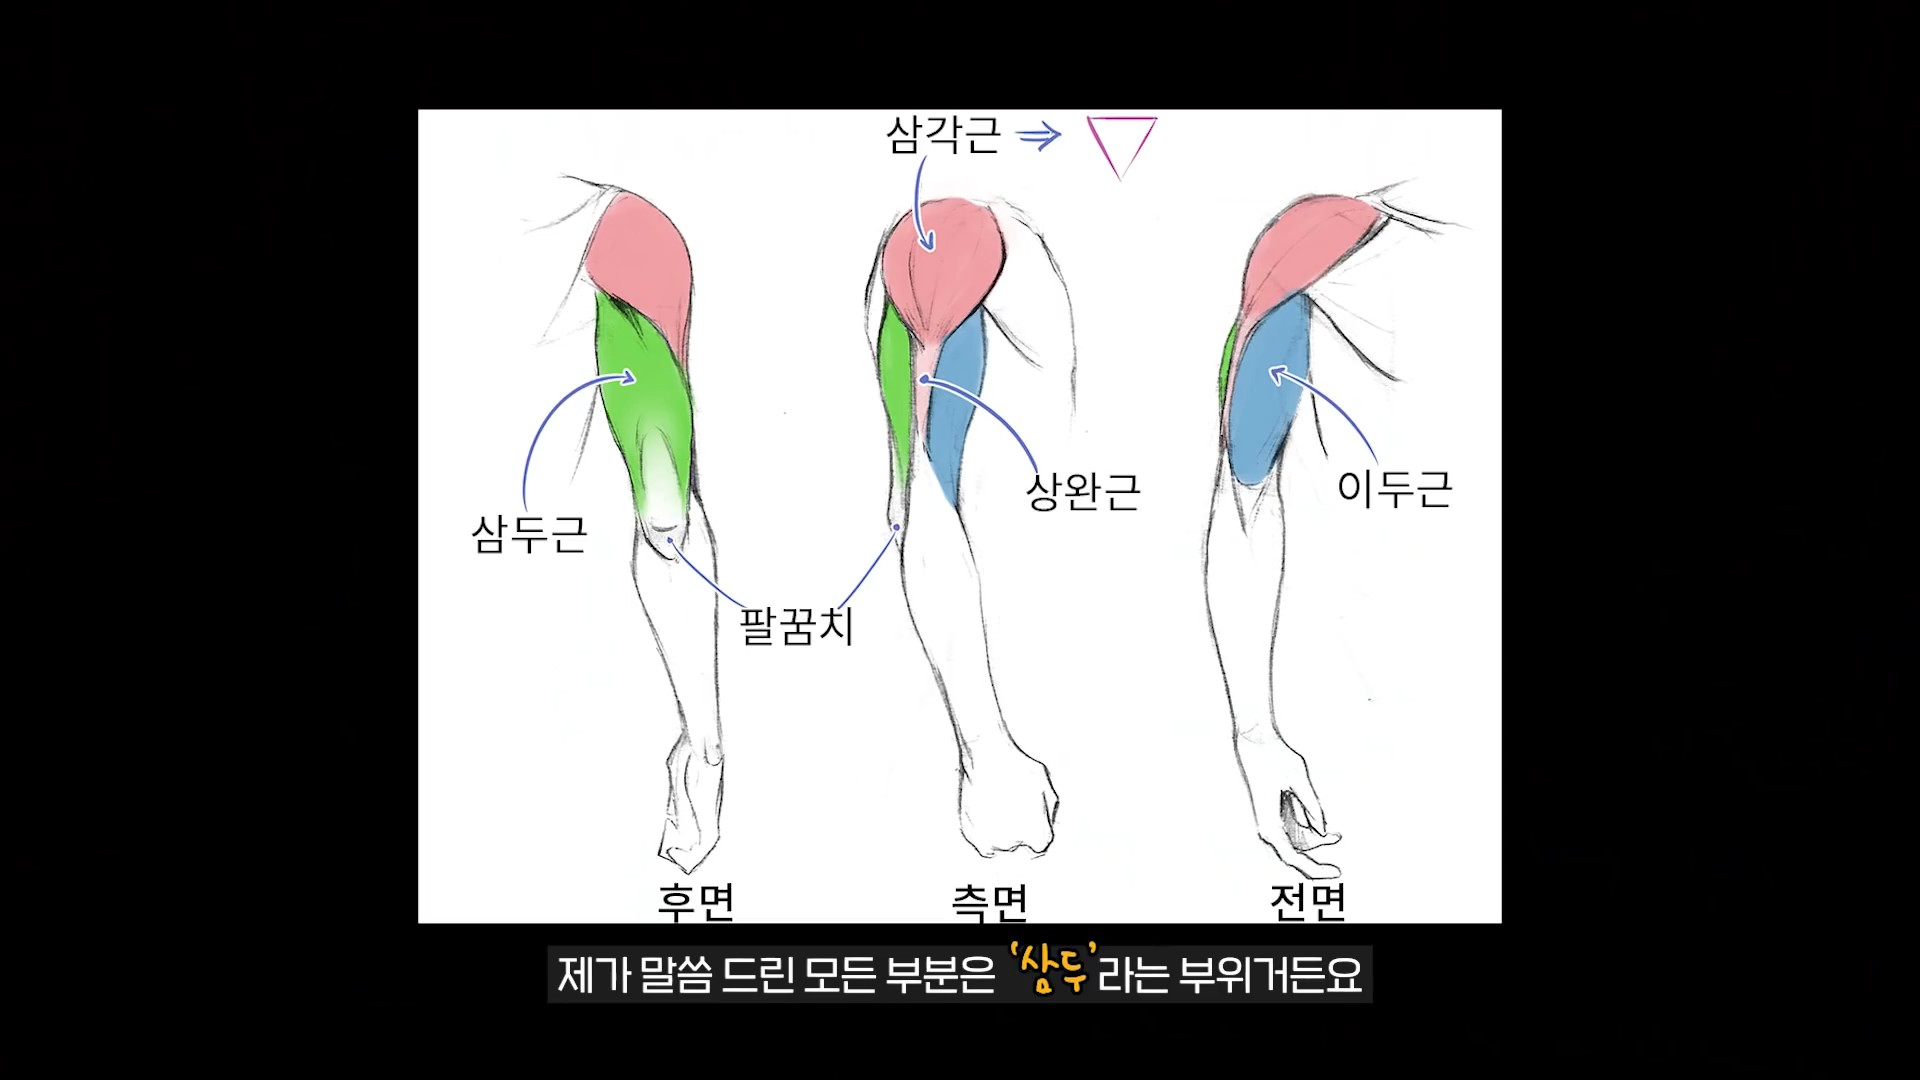 삼각근
삼두근
상완근
이두근
팔꿈치
후면
측면
전면
제가 말씀 드린 모든 부분은 '삼두'라는 부위거든요